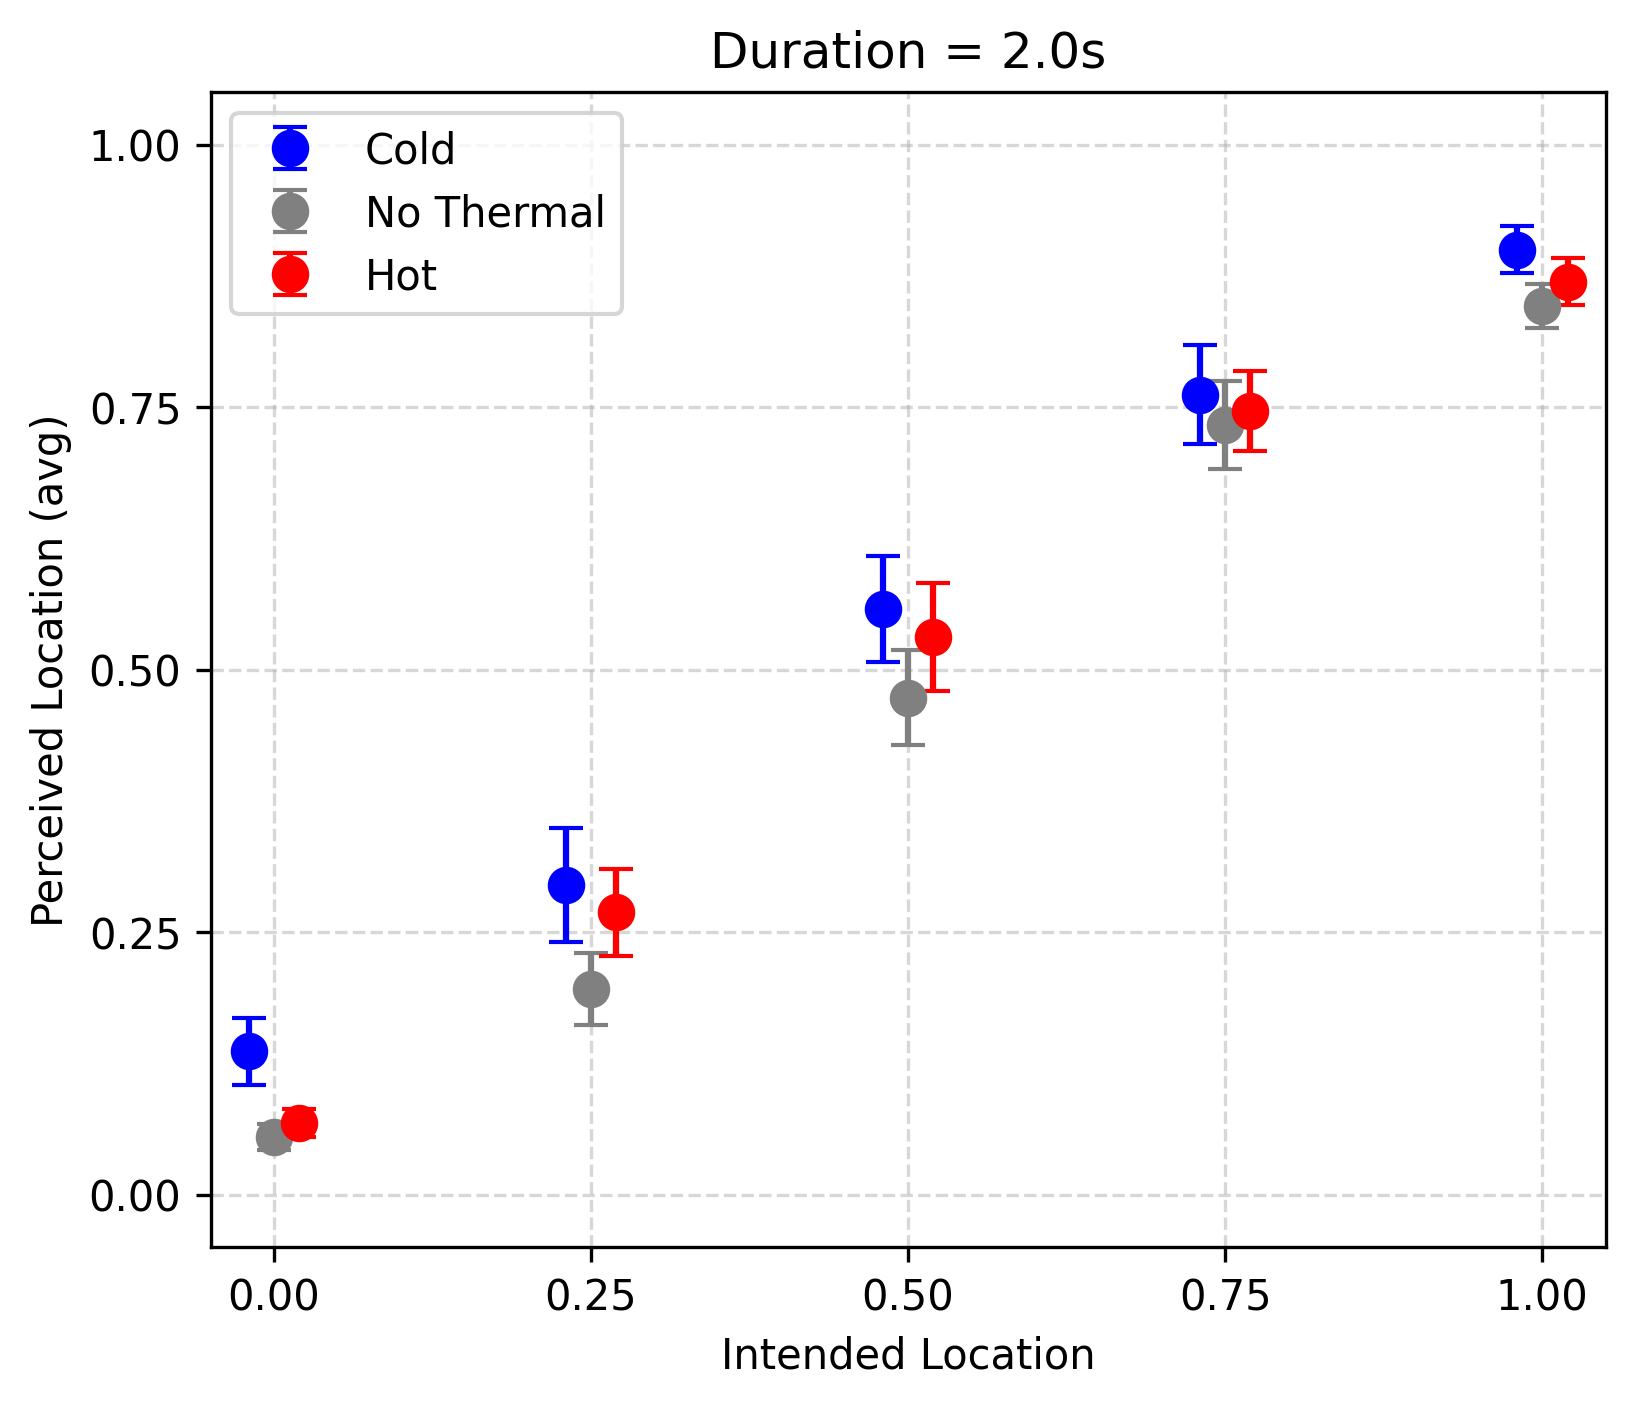 Duration = 2.0s
Cold
No Thermal
Hot
1.00
0.75
0.50
0.25
0.00
Perceived Location (avg)
0.00 0.25 0.50 0.75 1.00
Intended Location